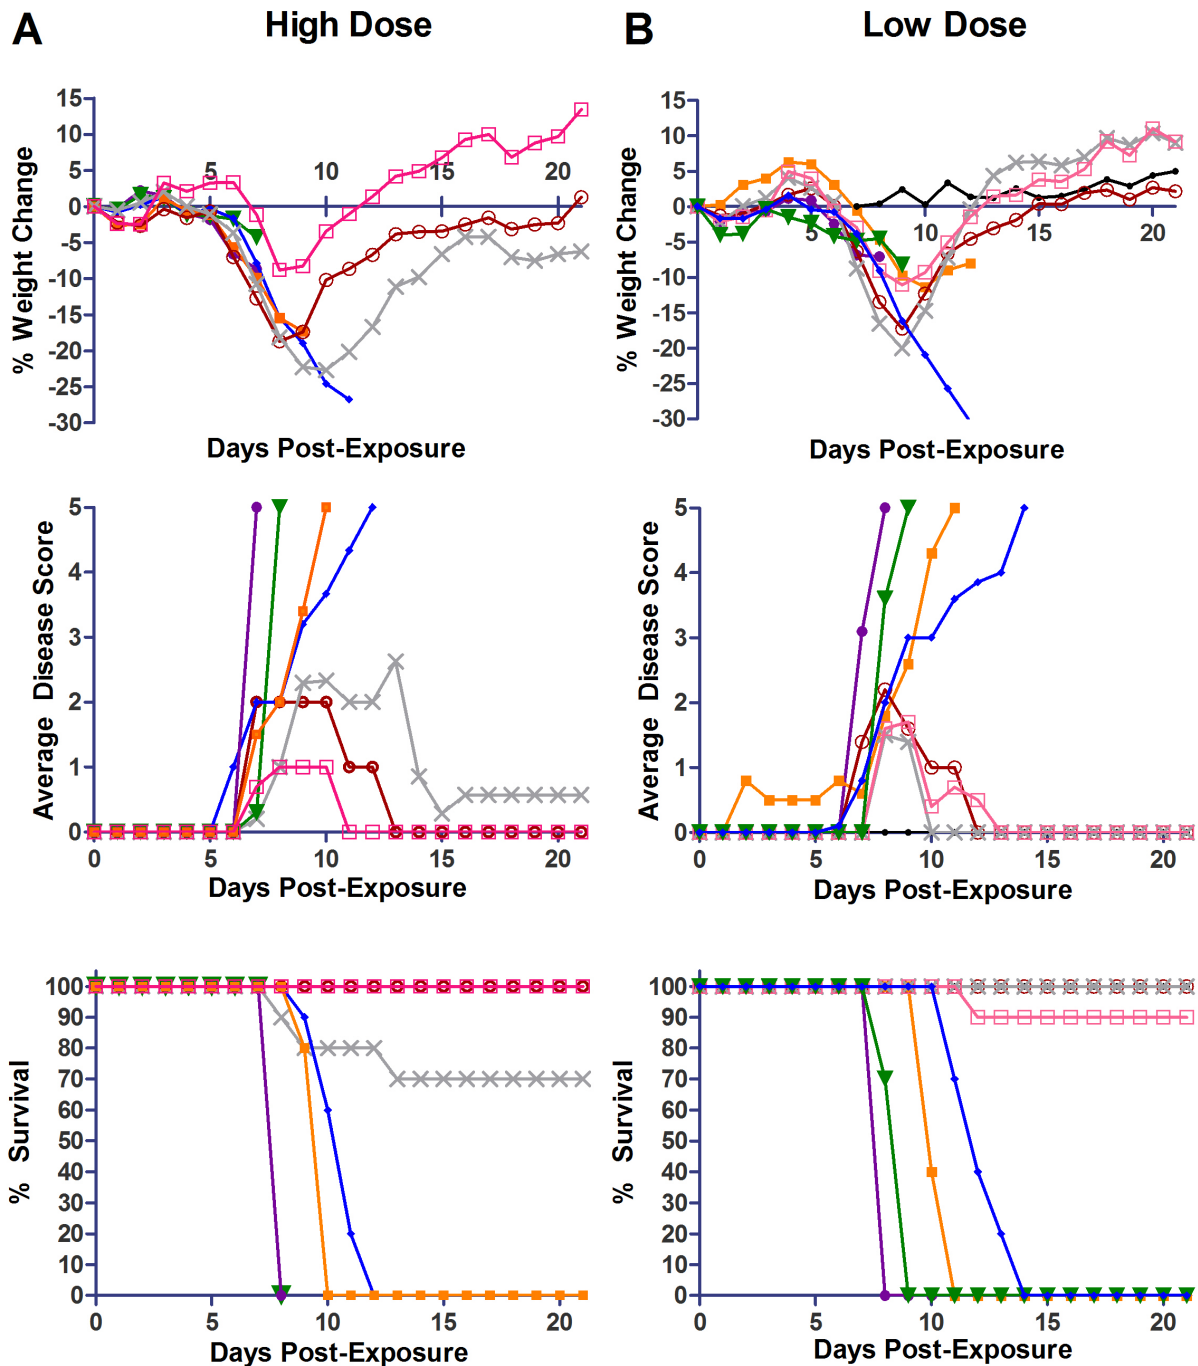 A High Dose B Low Dose
% Weight Change
15
10
5
0
-5
-10
-15
-20
-25
-30
5 10 15 20
Days Post-Exposure
% Weight Change
15
10
5
0
-5
-10
-15
-20
-25
-30
5 10 15 20
Days Post-Exposure
Average Disease Score
5
4
3
2
1
0
0 5 10 15 20
Days Post-Exposure
Average Disease Score
5
4
3
2
1
0
0 5 10 15 20
Days Post-Exposure
% Survival
100
90
80
70
60
50
40
30
20
10
0
0 5 10 15 20
Days Post-Exposure
% Survival
100
90
80
70
60
50
40
30
20
10
0
0 5 10 15 20
Days Post-Exposure